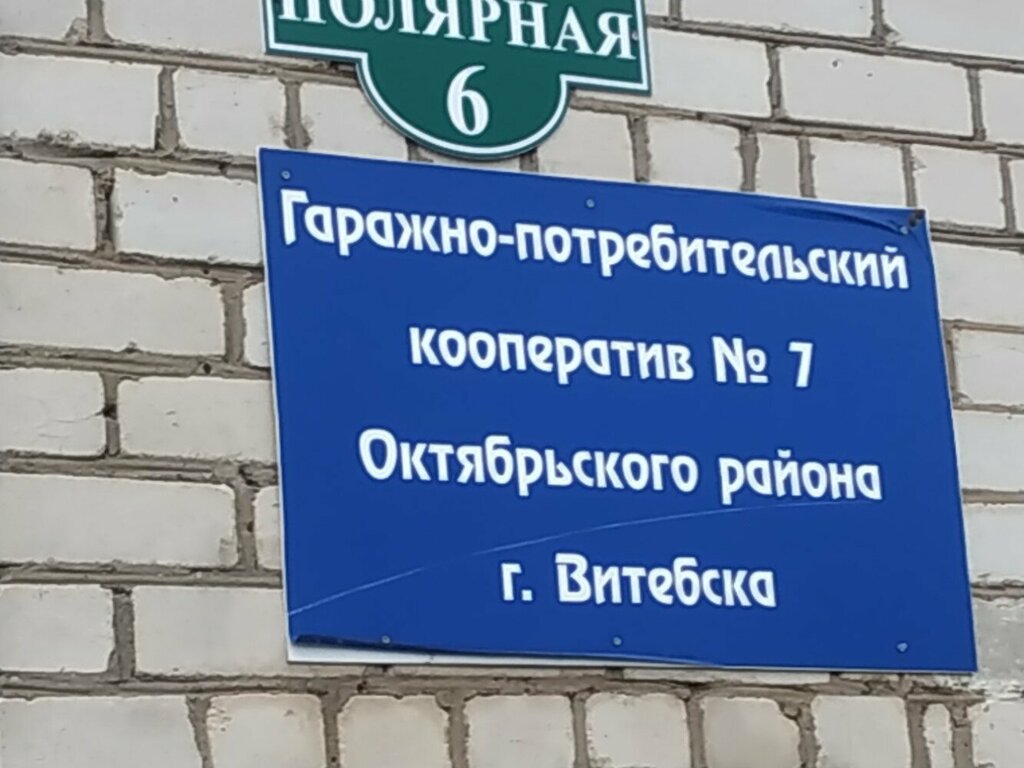 ПОЛЯРНАЯ
6
Гаражно-потребительский
кооператив № 7
Октябрьского района
г. Витебска